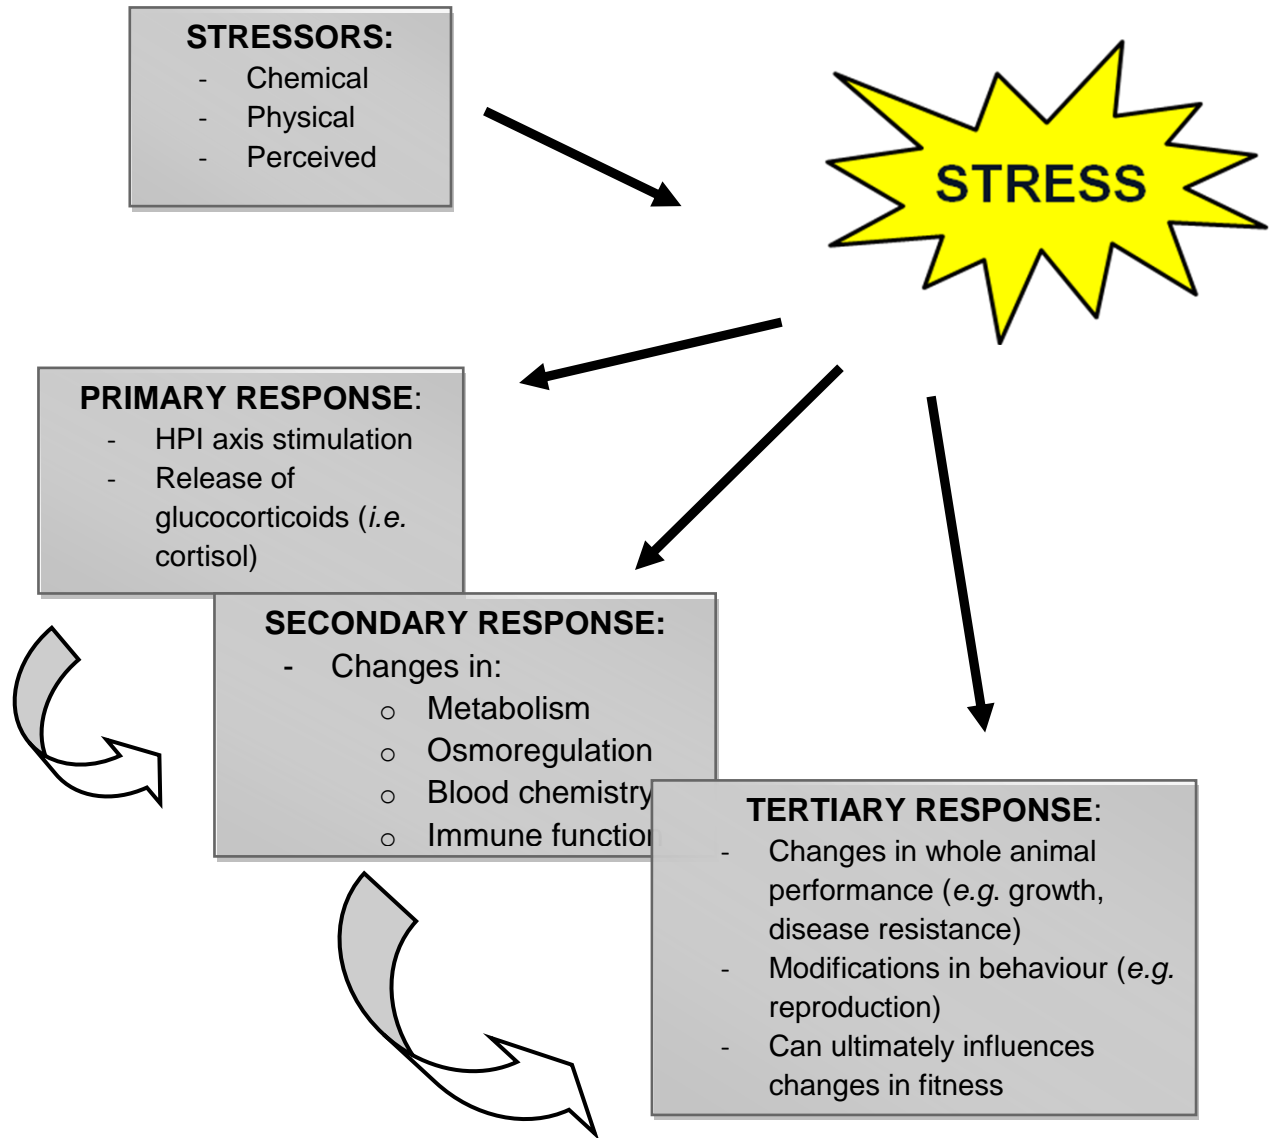 STRESSORS:
- Chemical
- Physical
- Perceived
STRESS
PRIMARY RESPONSE:
- HPI axis stimulation
- Release of
glucocorticoids (i.e.
cortisol)
SECONDARY RESPONSE:
- Changes in:
o Metabolism
o Osmoregulation
o Blood chemistry
o Immune function
TERTIARY RESPONSE:
- Changes in whole animal
performance (e.g. growth,
disease resistance)
- Modifications in behaviour (e.g.
reproduction)
- Can ultimately influences
changes in fitness